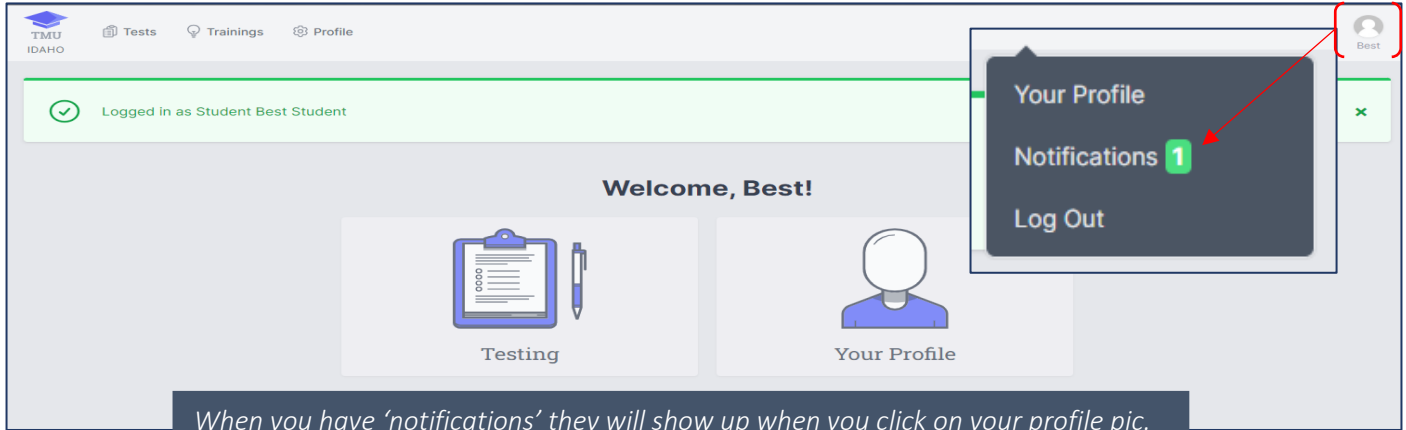 TMU
IDAHO
Tests
Trainings
Profile
Best
Logged in as Student Best Student
×
Your Profile
Notifications 1
Log Out
Welcome, Best!
Testing
Your Profile
When you have ‘notifications’ they will show up when you click on your profile pic.